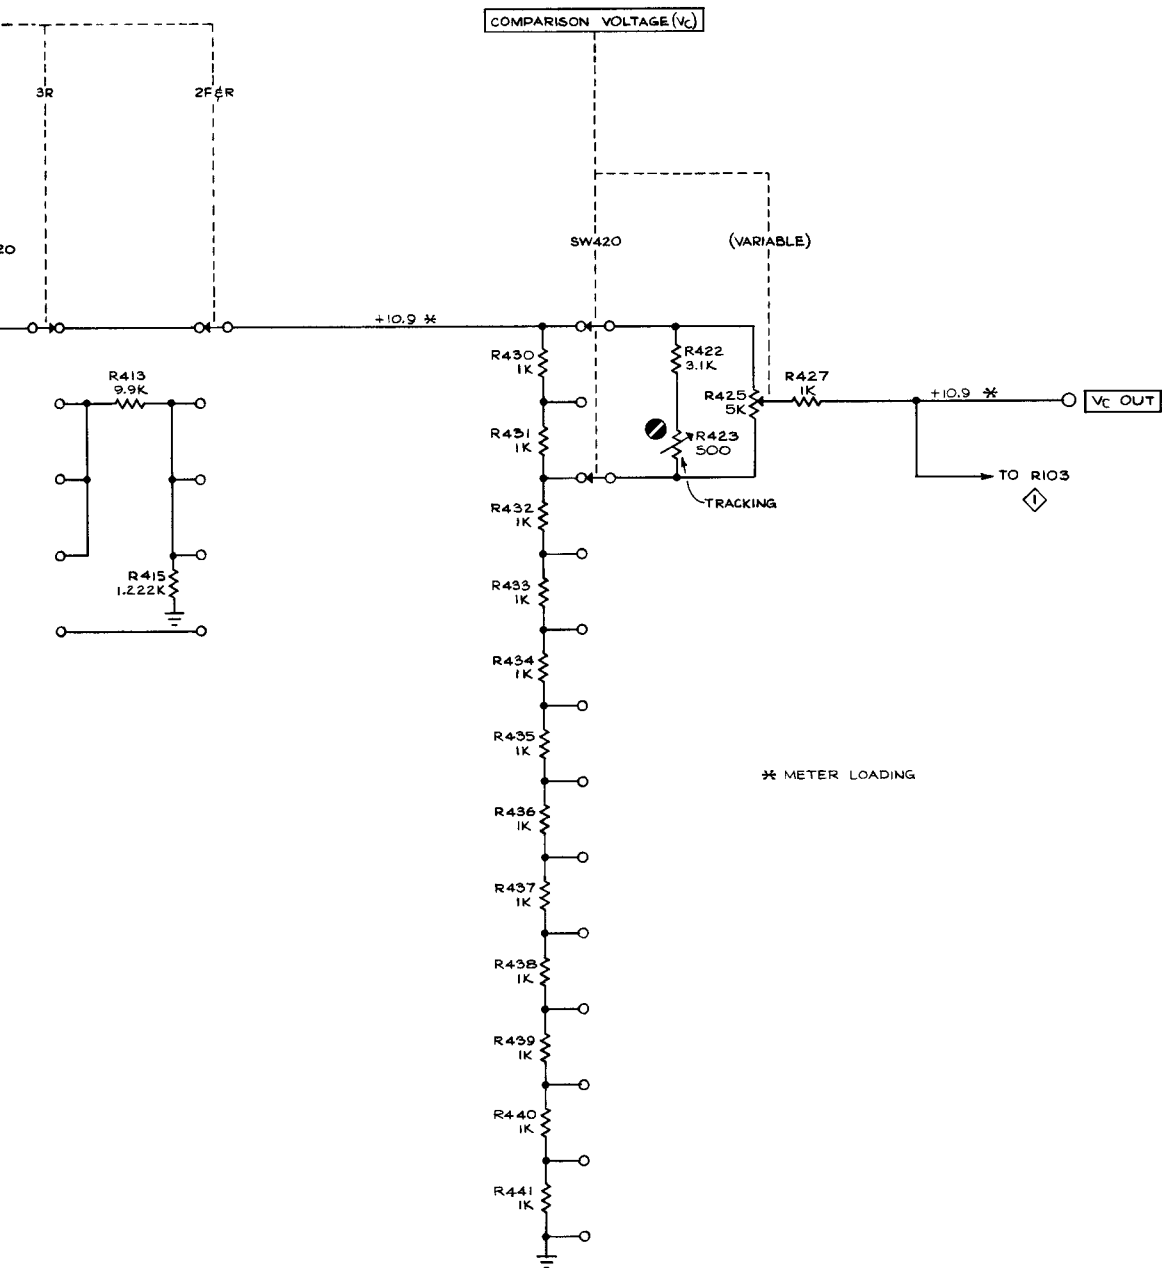 COMPARISON VOLTAGE (VC)
3R
2F&R
20
SW420
(VARIABLE)
+10.9 *
R430
1K
R422
3.1K
R413
9.9K
R427
1K
R425
5K
+10.9 *
VC OUT
R431
1K
R423
500
TO R103
1
TRACKING
R432
1K
R415
1.222K
R433
1K
R434
1K
R435
1K
* METER LOADING
R436
1K
R437
1K
R438
1K
R439
1K
R440
1K
R441
1K